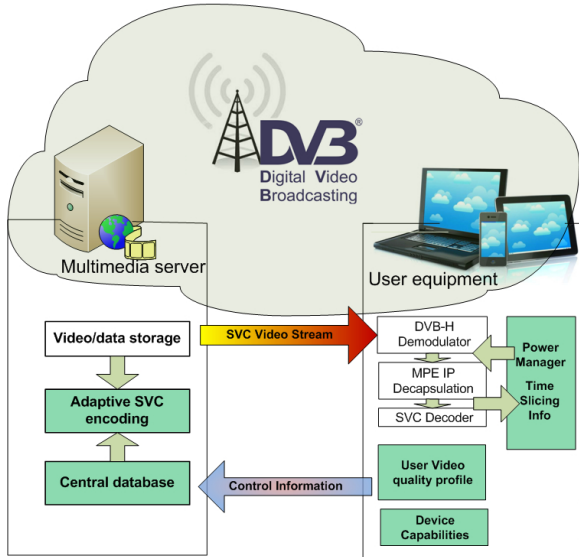 DVB®
Digital Video
Broadcasting
Multimedia server
User equipment
Video/data storage
Adaptive SVC
encoding
Central database
SVC Video Stream
Control Information
DVB-H
Demodulator
MPE IP
Decapsulation
SVC Decoder
Power
Manager
Time
Slicing
Info
User Video
quality profile
Device
Capabilities